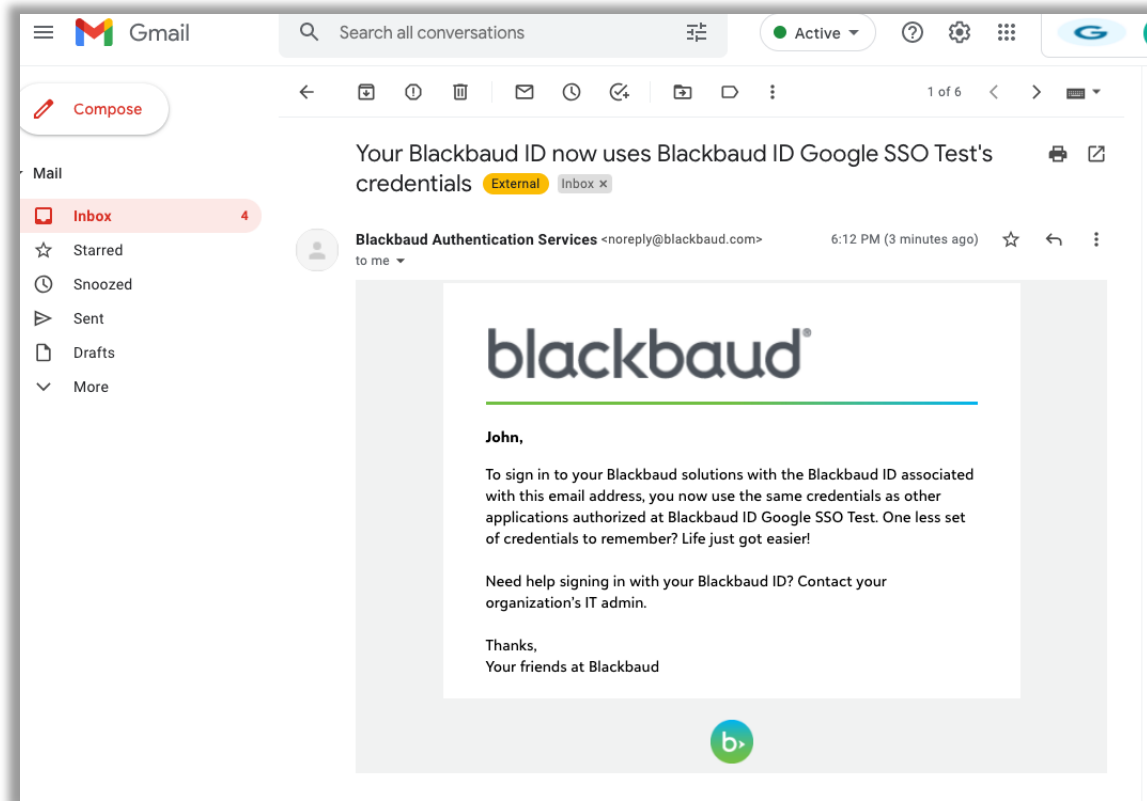 Gmail
Search all conversations
Active
G
Compose
1 of 6
Your Blackbaud ID now uses Blackbaud ID Google SSO Test's
credentials External Inbox x
Mail
Inbox 4
Starred
Snoozed
Sent
Drafts
More
Blackbaud Authentication Services <noreply@blackbaud.com> 6:12 PM (3 minutes ago)
to me
blackbaud®
John,
To sign in to your Blackbaud solutions with the Blackbaud ID associated
with this email address, you now use the same credentials as other
applications authorized at Blackbaud ID Google SSO Test. One less set
of credentials to remember? Life just got easier!
Need help signing in with your Blackbaud ID? Contact your
organization's IT admin.
Thanks,
Your friends at Blackbaud
b